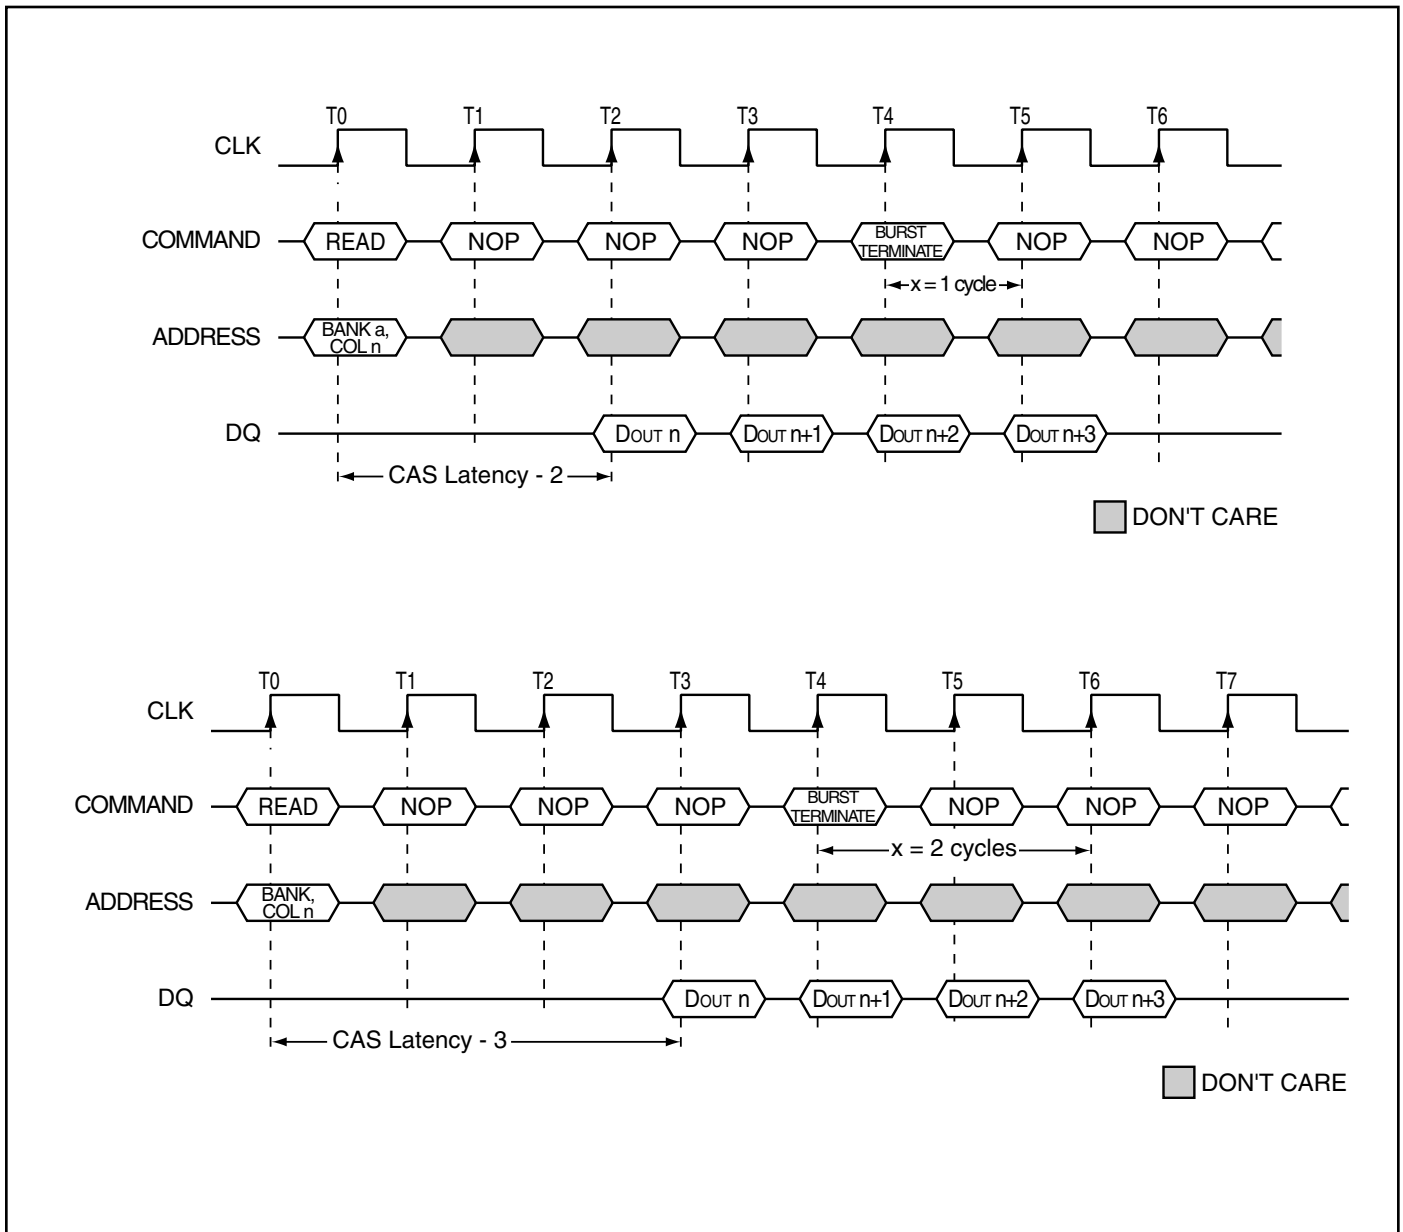 T0 T1 T2 T3 T4 T5 T6
CLK
COMMAND READ NOP NOP NOP BURST TERMINATE NOP NOP
x = 1 cycle
ADDRESS BANK a, COL n
DQ DOUT n DOUT n+1 DOUT n+2 DOUT n+3
CAS Latency - 2
DON'T CARE
T0 T1 T2 T3 T4 T5 T6 T7
CLK
COMMAND READ NOP NOP NOP BURST TERMINATE NOP NOP NOP
x = 2 cycles
ADDRESS BANK, COL n
DQ DOUT n DOUT n+1 DOUT n+2 DOUT n+3
CAS Latency - 3
DON'T CARE